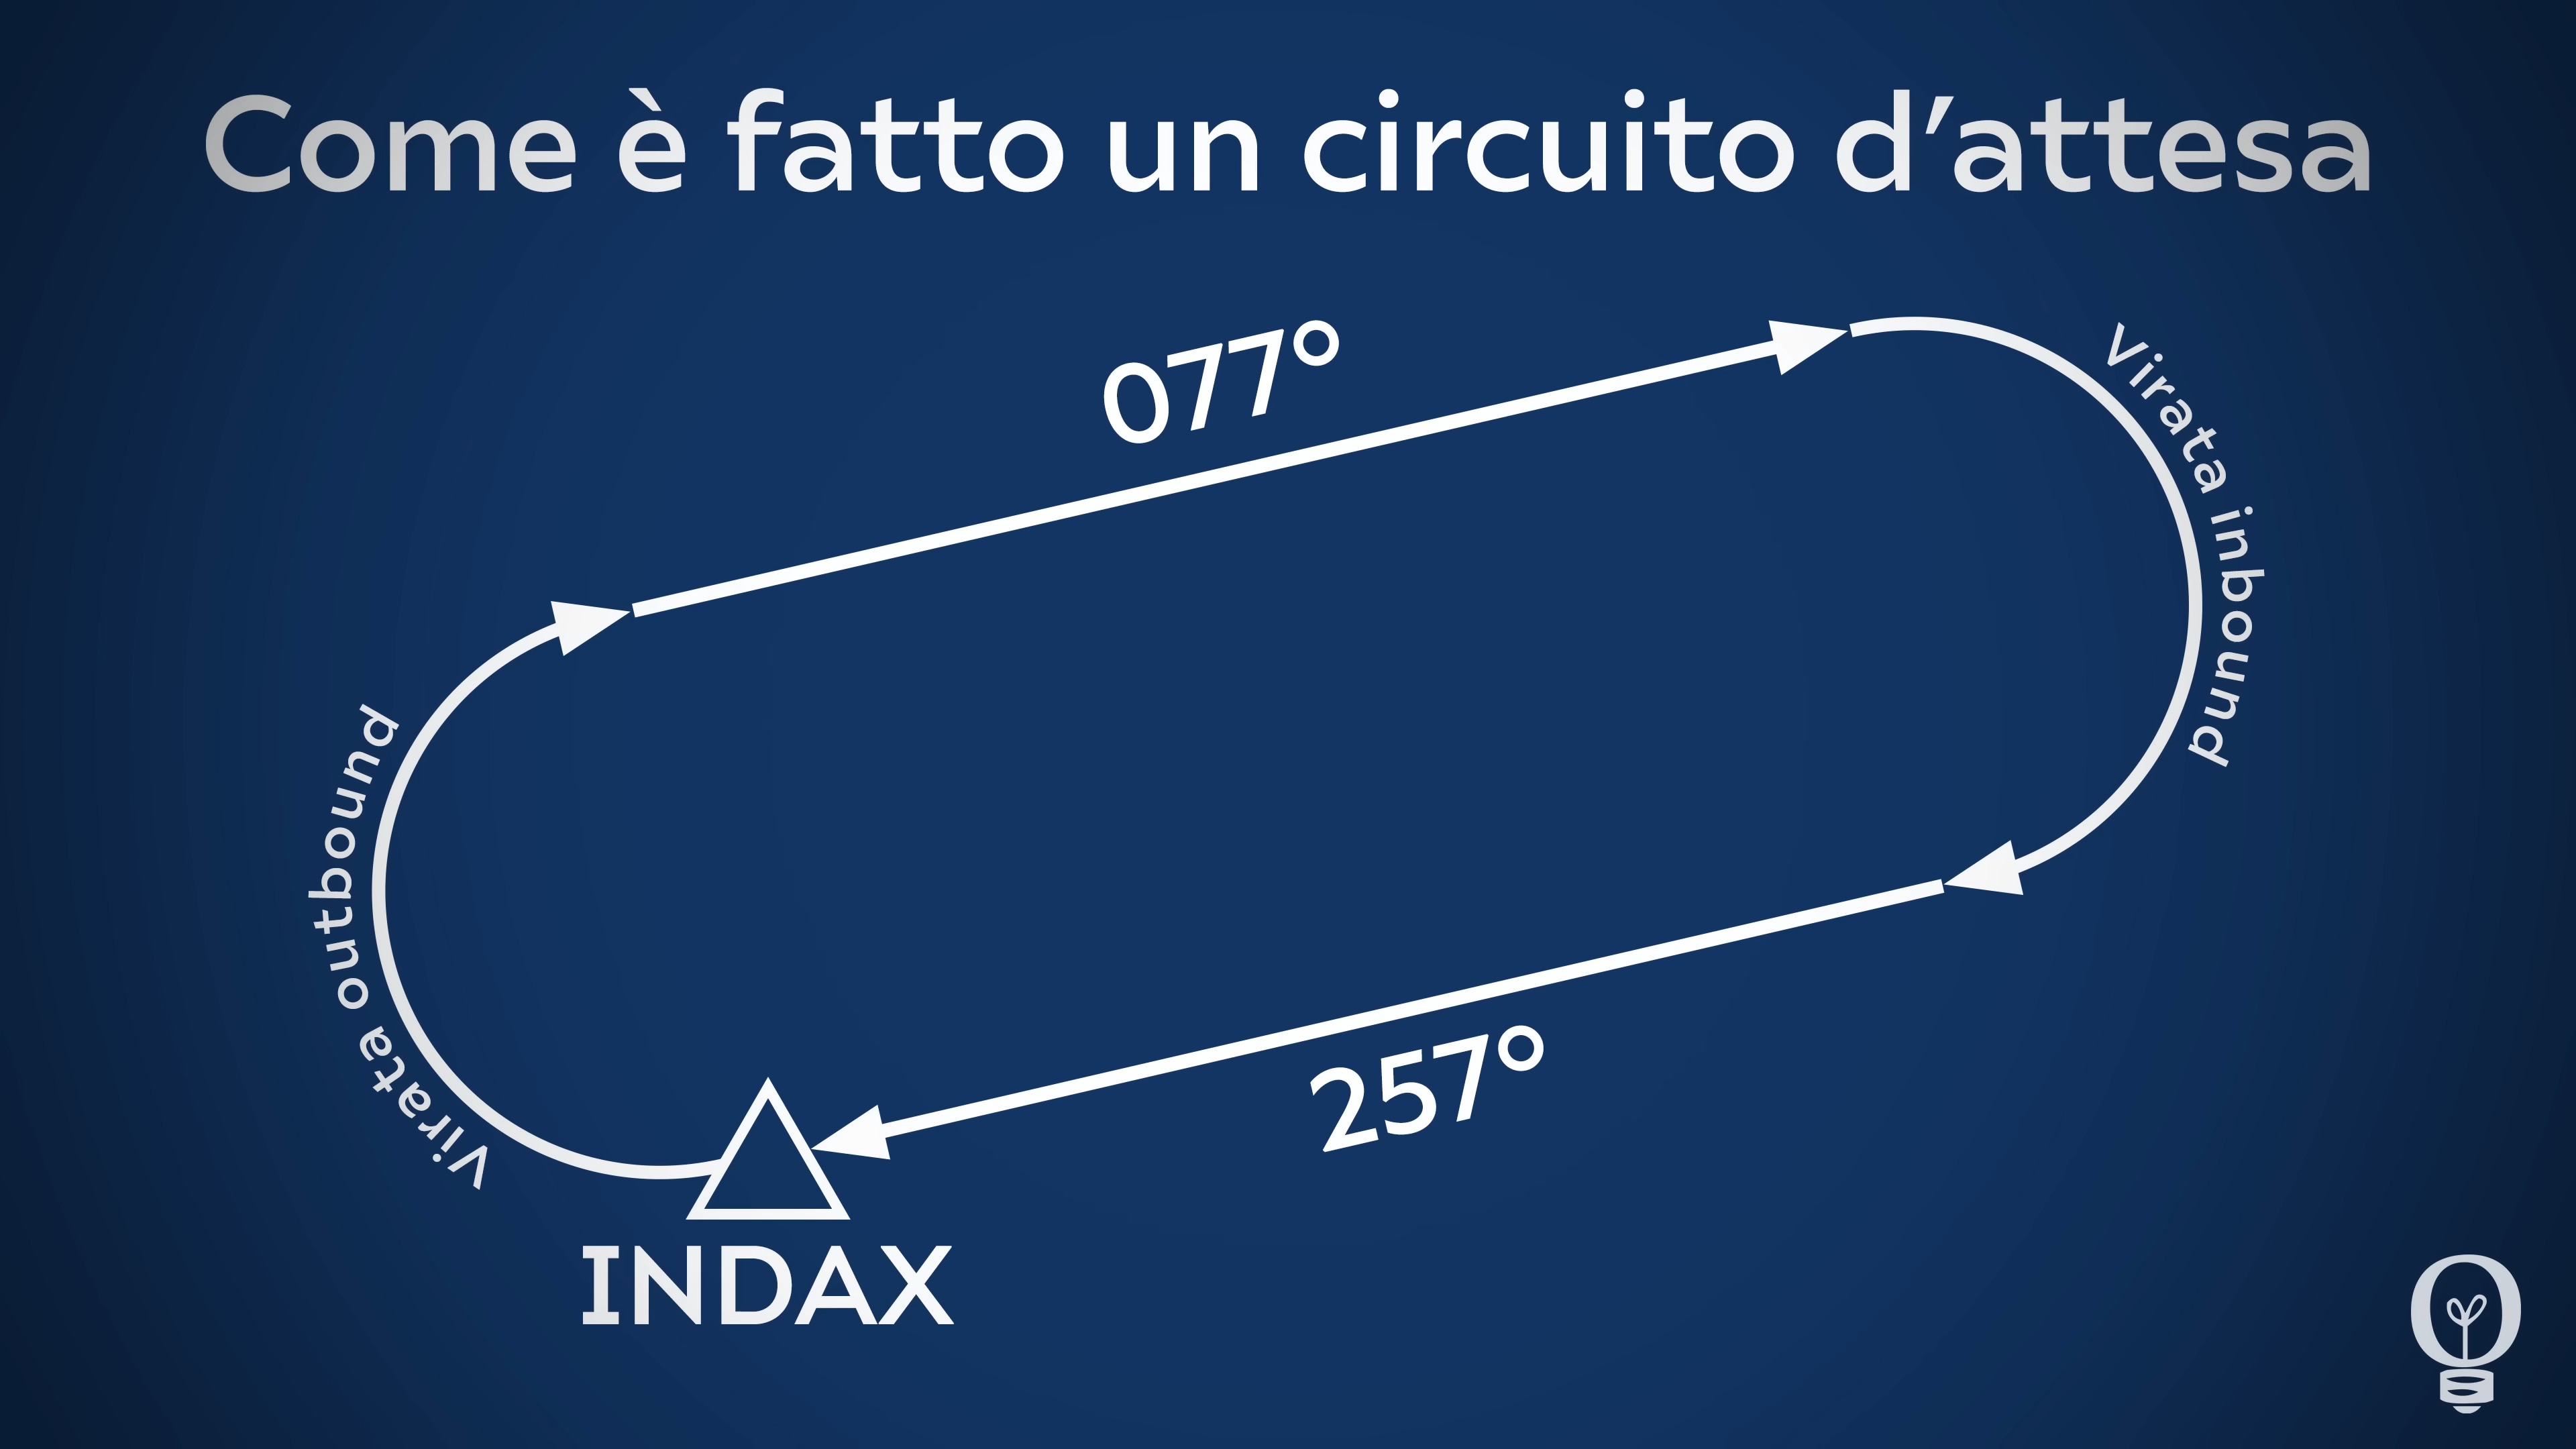 Come è fatto un circuito d’attesa
077°
Virata inbound
Virata outbound
257°
INDAX